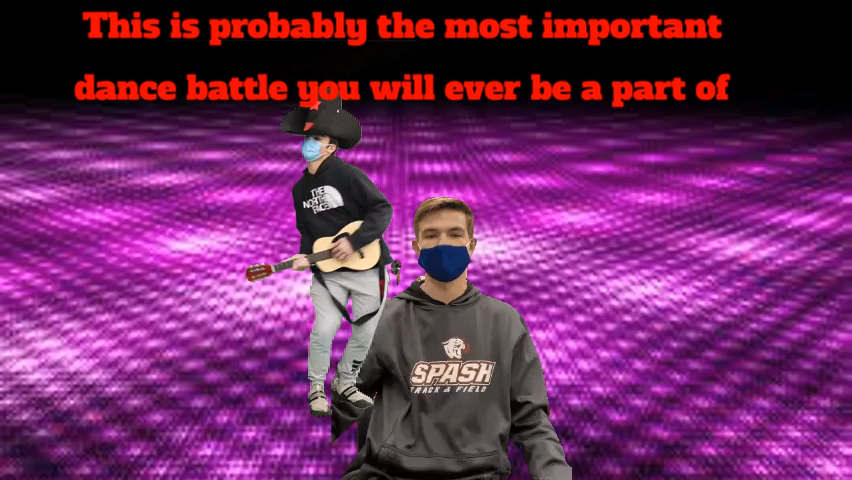 This is probably the most important
dance battle you will ever be a part of
THE
NORTH
FACE
SPASH
TRACK & FIELD